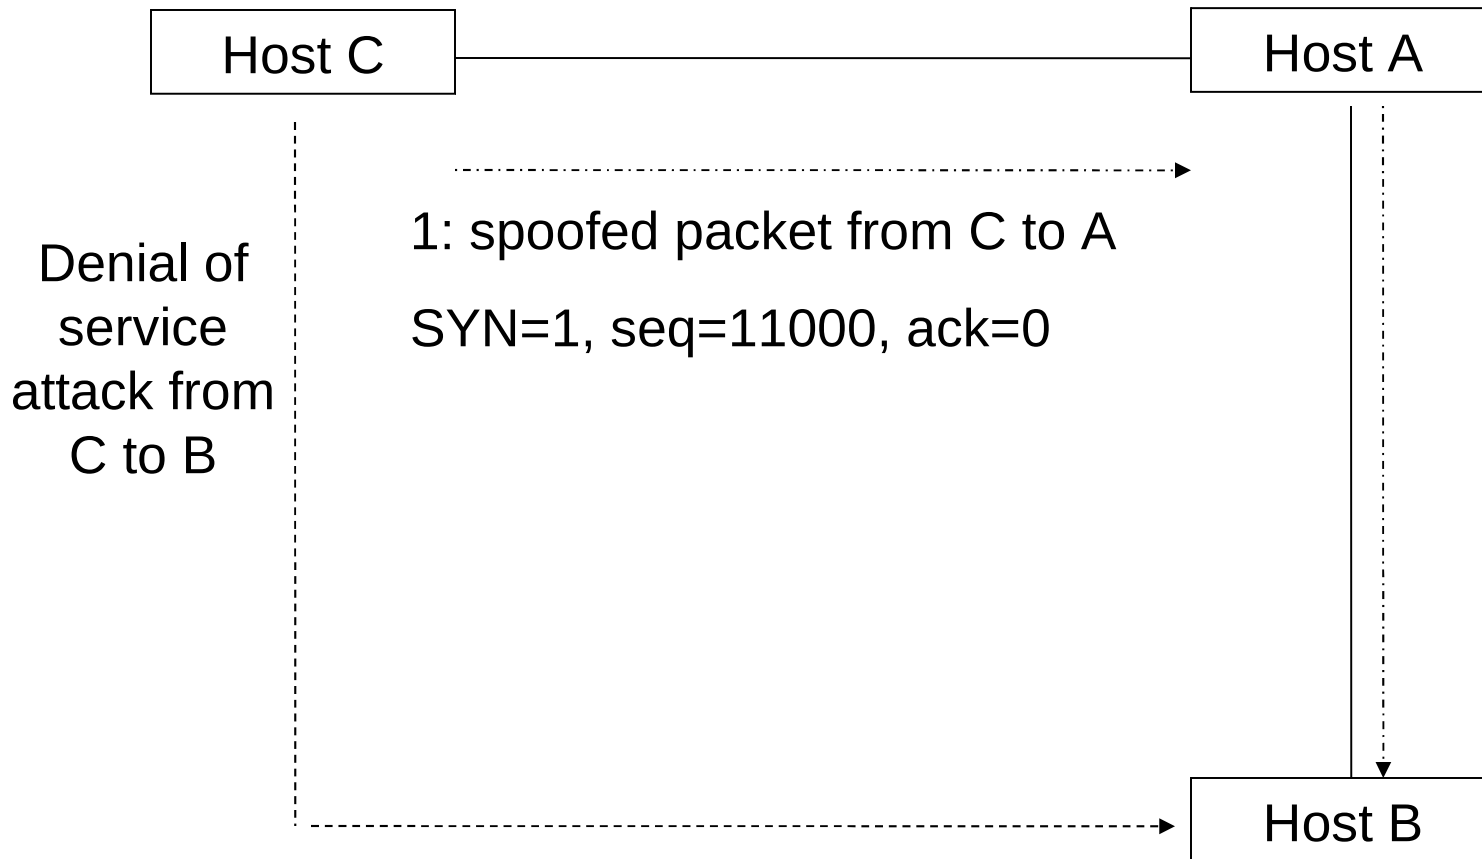 Host C
Host A
1: spoofed packet from C to A
Denial of
service
attack from
C to B
SYN=1, seq=11000, ack=0
Host B